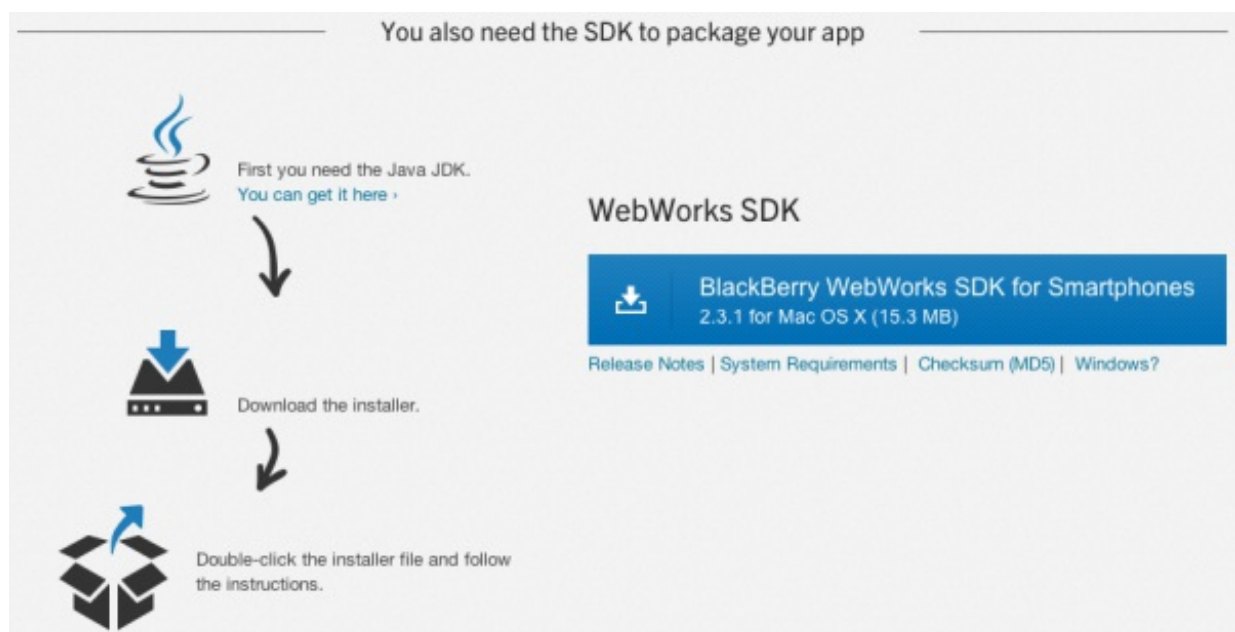 You also need the SDK to package your app
First you need the Java JDK.
You can get it here ›
Download the installer.
Double-click the installer file and follow
the instructions.
WebWorks SDK
BlackBerry WebWorks SDK for Smartphones
2.3.1 for Mac OS X (15.3 MB)
Release Notes | System Requirements | Checksum (MD5) | Windows?